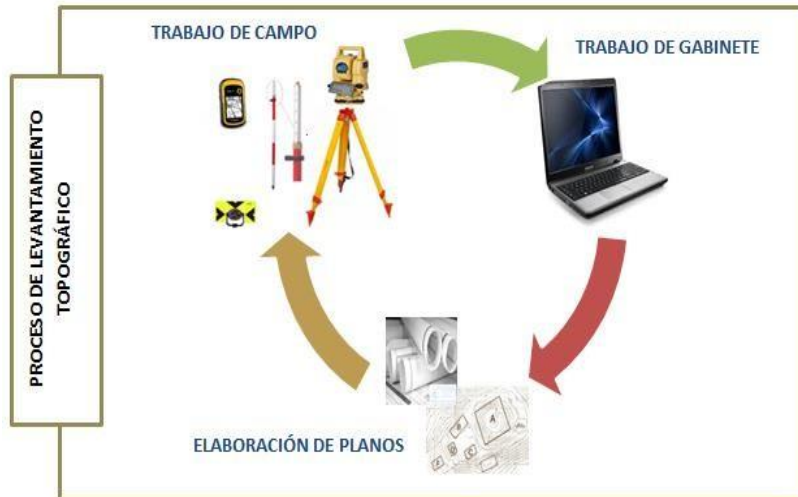 PROCESO DE LEVANTAMIENTO
TOPOGRÁFICO
TRABAJO DE CAMPO
TRABAJO DE GABINETE
ELABORACIÓN DE PLANOS
A